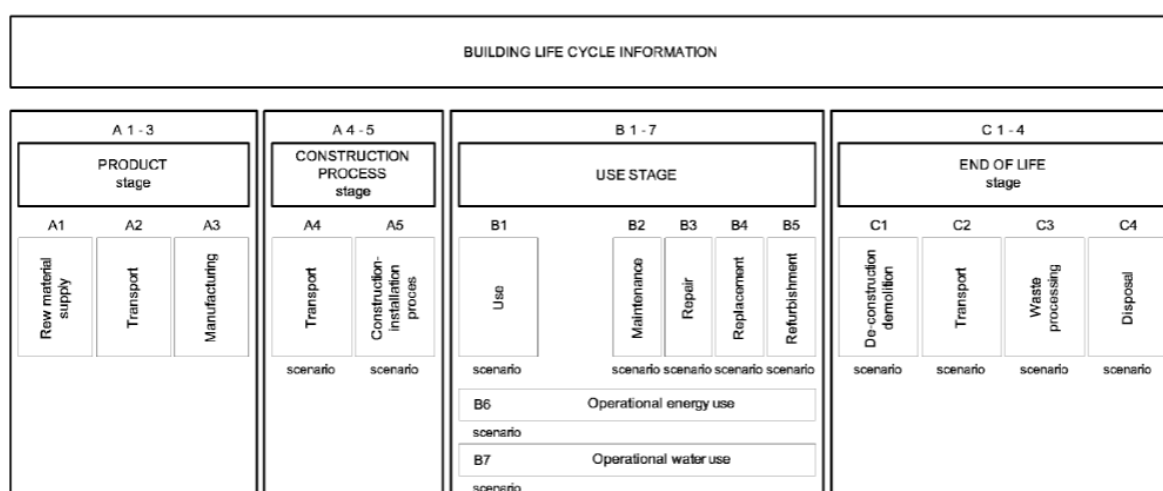 BUILDING LIFE CYCLE INFORMATION
A 1 - 3
PRODUCT
stage
A1
A2
A3
Rew material
supply
Transport
Manufacturing
A 4 - 5
CONSTRUCTION
PROCESS
stage
A4
A5
Transport
Construction-
installation
proces
scenario
scenario
B 1 - 7
USE STAGE
B1
B2
B3
B4
B5
Use
Maintenance
Repair
Replacement
Refurbishment
scenario
scenario
scenario
scenario
scenario
B6
Operational energy use
scenario
B7
Operational water use
scenario
C 1 - 4
END OF LIFE
stage
C1
C2
C3
C4
De-construction
demolition
Transport
Waste
processing
Disposal
scenario
scenario
scenario
scenario